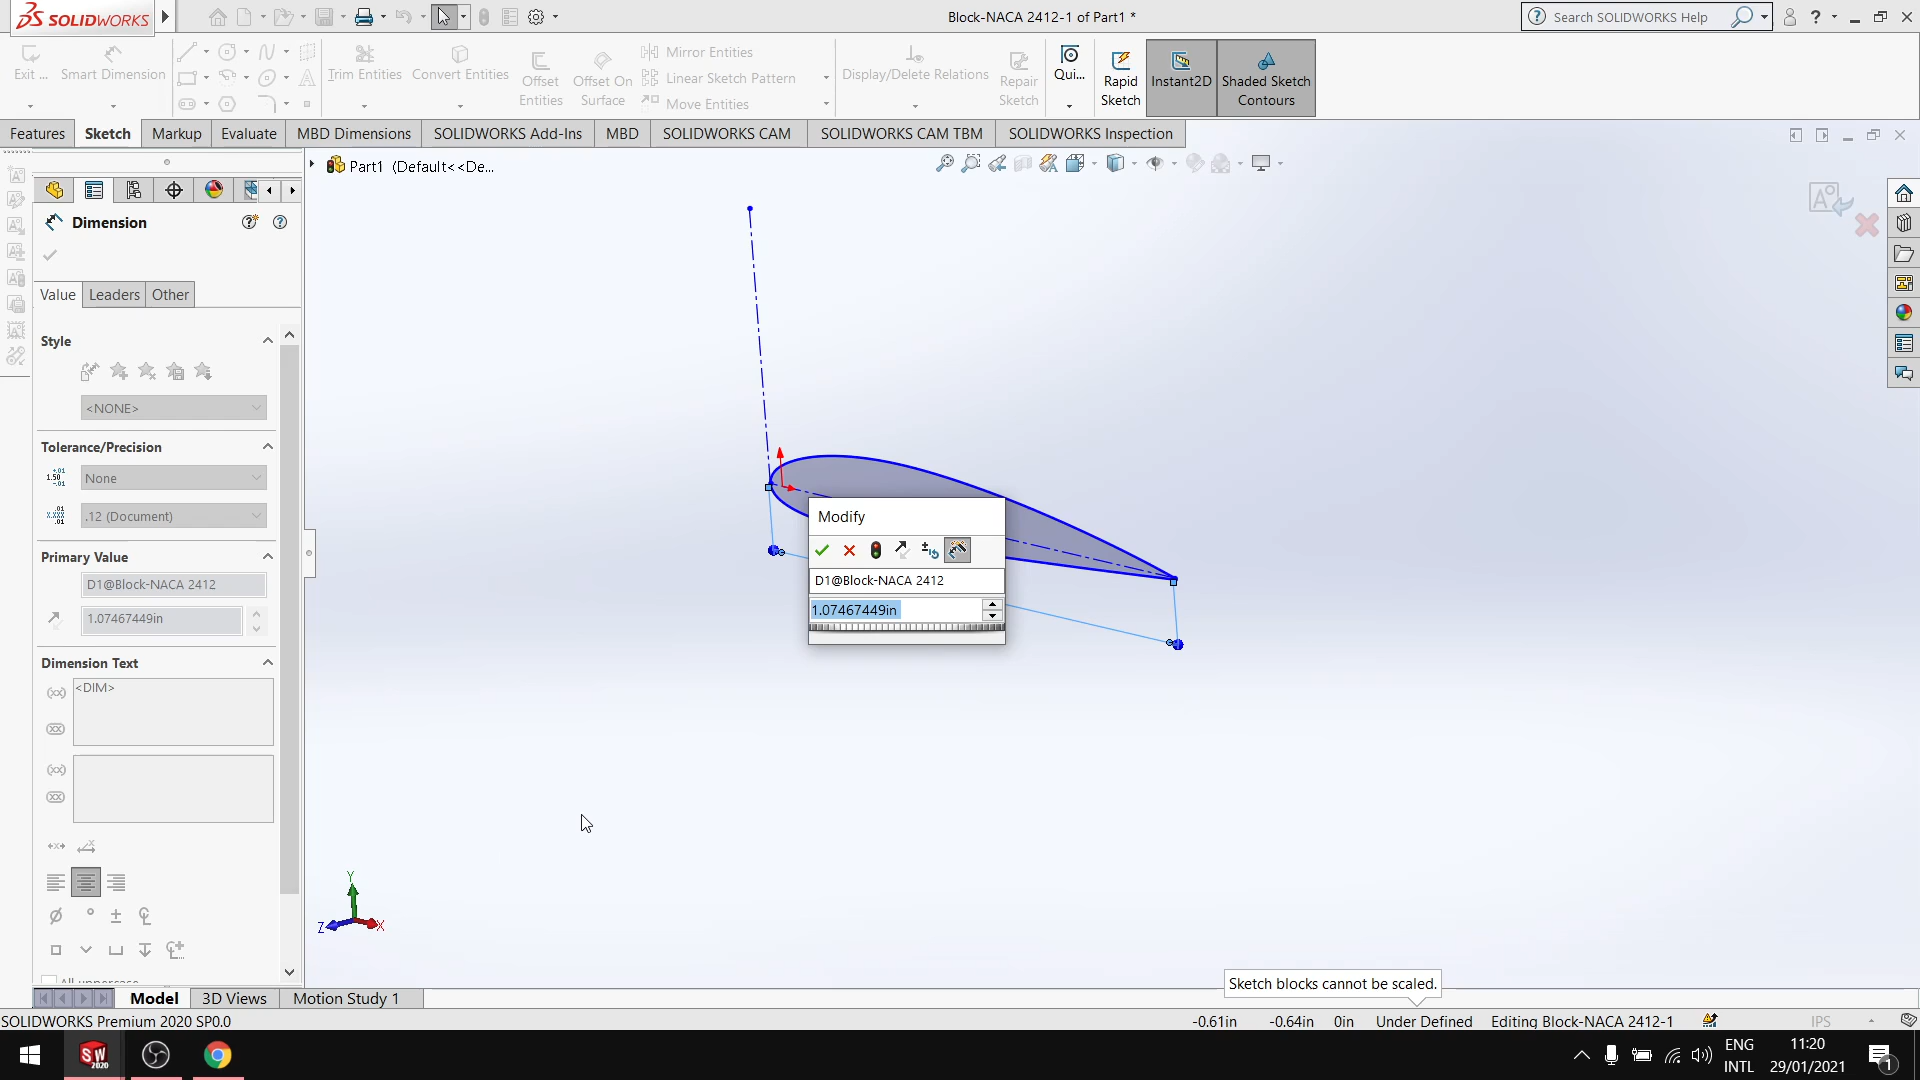 SOLIDWORKS
Block-NACA 2412-1 of Part1 *
Search SOLIDWORKS Help
Exit ...
Smart Dimension
Trim Entities
Convert Entities
Offset
Entities
Offset On
Surface
Mirror Entities
Linear Sketch Pattern
Move Entities
Display/Delete Relations
Repair
Sketch
Qui...
Rapid
Sketch
Instant2D
Shaded Sketch
Contours
Features
Sketch
Markup
Evaluate
MBD Dimensions
SOLIDWORKS Add-Ins
MBD
SOLIDWORKS CAM
SOLIDWORKS CAM TBM
SOLIDWORKS Inspection
Part1 (Default<<De...
Dimension
Value
Leaders
Other
Style
<NONE>
Tolerance/Precision
None
.12 (Document)
Primary Value
D1@Block-NACA 2412
1.07467449in
Dimension Text
<DIM>
All uppercase
Modify
D1@Block-NACA 2412
1.07467449in
Y
Z
X
Sketch blocks cannot be scaled.
Model
3D Views
Motion Study 1
SOLIDWORKS Premium 2020 SP0.0
-0.61in
-0.64in
0in
Under Defined
Editing Block-NACA 2412-1
IPS
SW
2020
ENG
INTL
11:20
29/01/2021
1